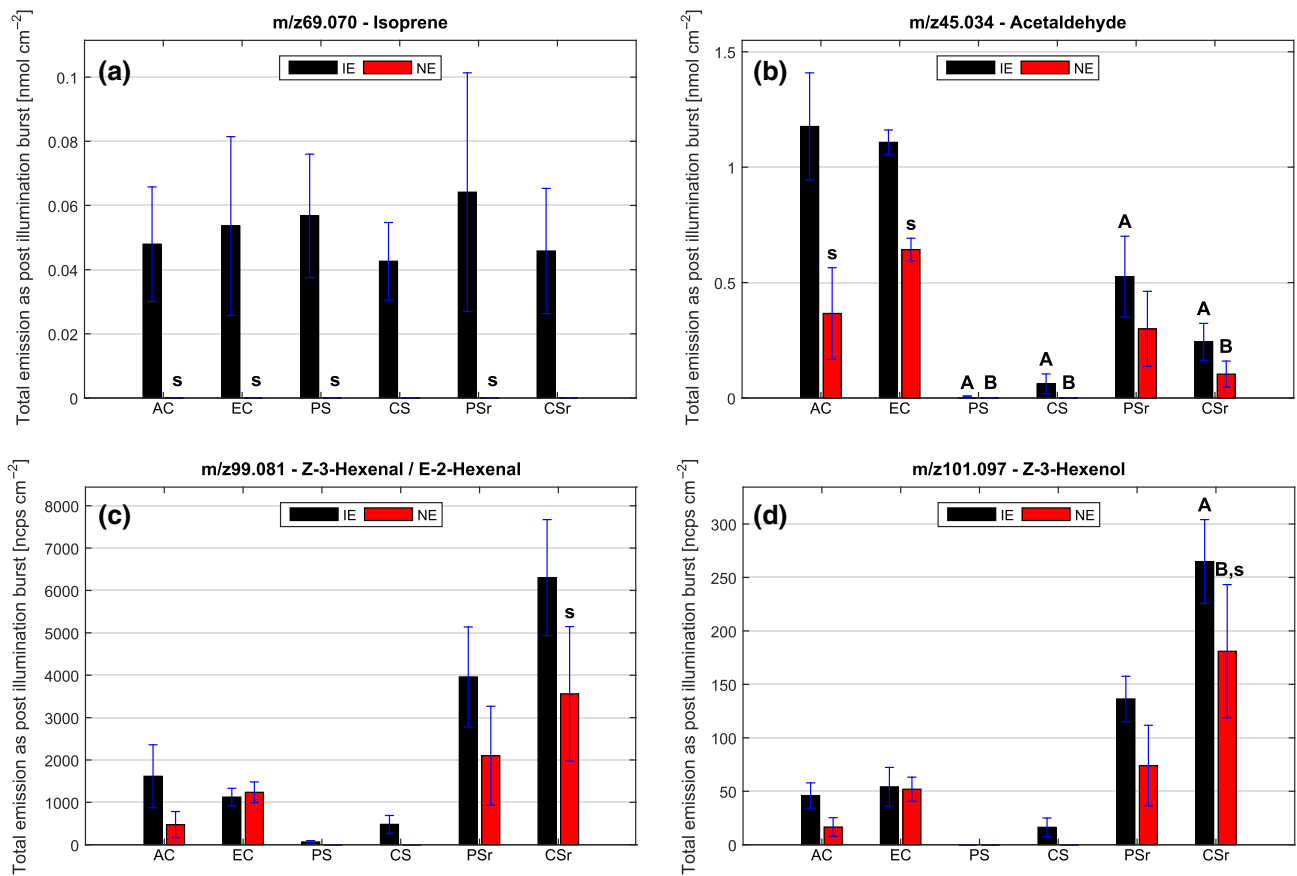 m/z69.070 - Isoprene
(a)
IE NE
Total emission as post illumination burst [nmol cm⁻²]
0.1
0.08
0.06
0.04
0.02
0
s s s s
AC EC PS CS PSr CSr
m/z45.034 - Acetaldehyde
(b)
IE NE
Total emission as post illumination burst [nmol cm⁻²]
1.5
1
0.5
0
s s A B A B A A B
AC EC PS CS PSr CSr
m/z99.081 - Z-3-Hexenal / E-2-Hexenal
(c)
IE NE
Total emission as post illumination burst [ncps cm⁻²]
8000
7000
6000
5000
4000
3000
2000
1000
0
s
AC EC PS CS PSr CSr
m/z101.097 - Z-3-Hexenol
(d)
IE NE
Total emission as post illumination burst [ncps cm⁻²]
300
250
200
150
100
50
0
A
B,s
AC EC PS CS PSr CSr